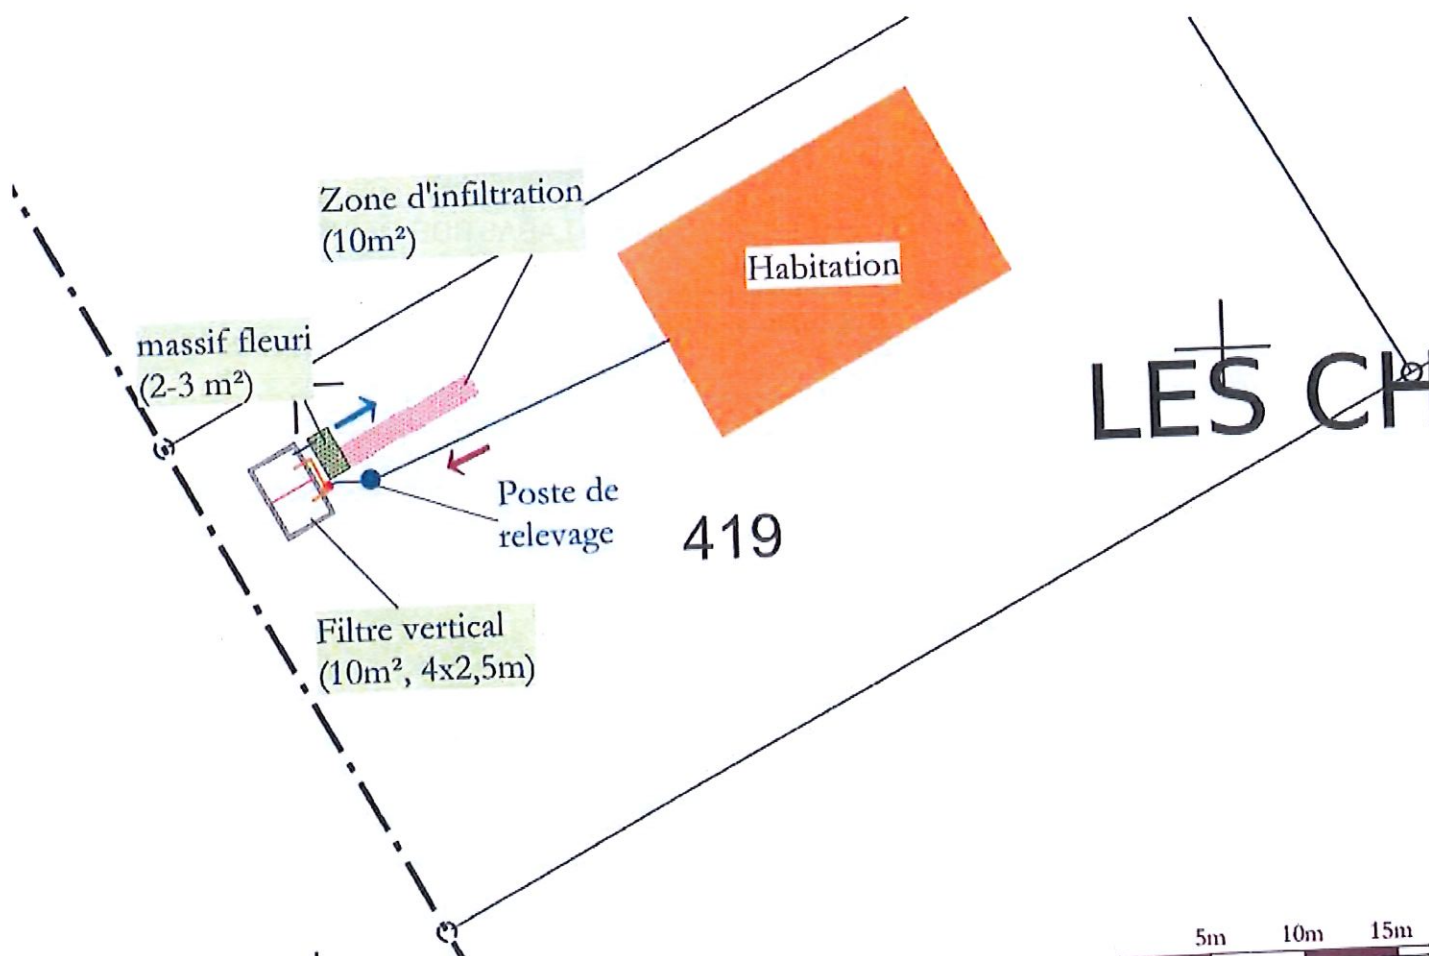 Zone d'infiltration
(10m²)
Habitation
massif fleuri
(2-3 m²)
LES CH
Poste de
relevage
419
Filtre vertical
(10m², 4x2,5m)
5m 10m 15m